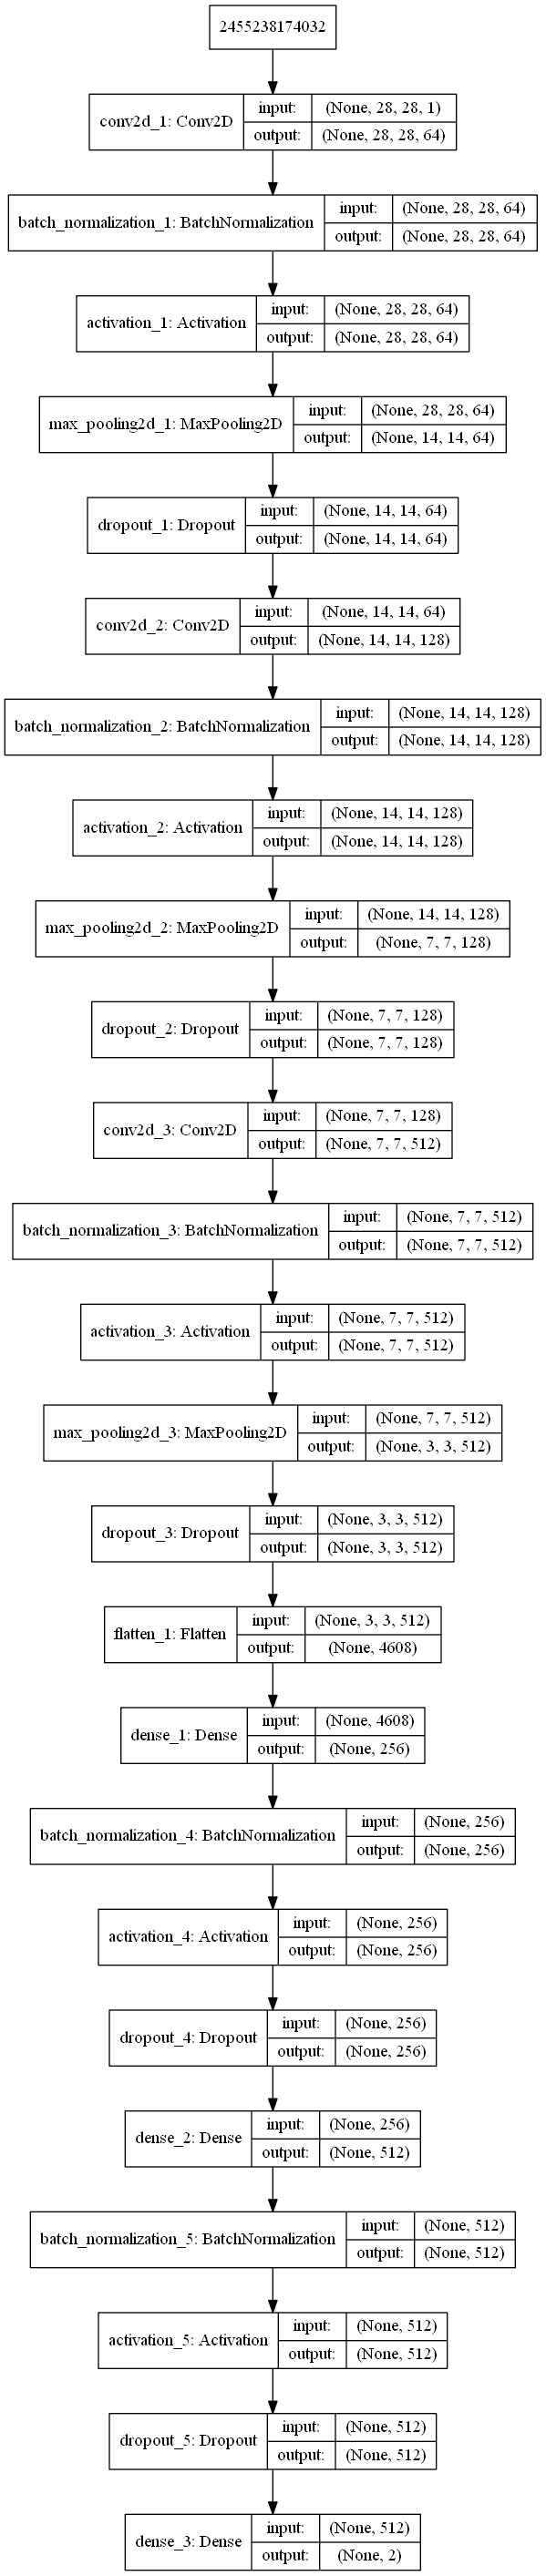 2455238174032
conv2d_1: Conv2D input: (None, 28, 28, 1)
output: (None, 28, 28, 64)
batch_normalization_1: BatchNormalization input: (None, 28, 28, 64)
output: (None, 28, 28, 64)
activation_1: Activation input: (None, 28, 28, 64)
output: (None, 28, 28, 64)
max_pooling2d_1: MaxPooling2D input: (None, 28, 28, 64)
output: (None, 14, 14, 64)
dropout_1: Dropout input: (None, 14, 14, 64)
output: (None, 14, 14, 64)
conv2d_2: Conv2D input: (None, 14, 14, 64)
output: (None, 14, 14, 128)
batch_normalization_2: BatchNormalization input: (None, 14, 14, 128)
output: (None, 14, 14, 128)
activation_2: Activation input: (None, 14, 14, 128)
output: (None, 14, 14, 128)
max_pooling2d_2: MaxPooling2D input: (None, 14, 14, 128)
output: (None, 7, 7, 128)
dropout_2: Dropout input: (None, 7, 7, 128)
output: (None, 7, 7, 128)
conv2d_3: Conv2D input: (None, 7, 7, 128)
output: (None, 7, 7, 512)
batch_normalization_3: BatchNormalization input: (None, 7, 7, 512)
output: (None, 7, 7, 512)
activation_3: Activation input: (None, 7, 7, 512)
output: (None, 7, 7, 512)
max_pooling2d_3: MaxPooling2D input: (None, 7, 7, 512)
output: (None, 3, 3, 512)
dropout_3: Dropout input: (None, 3, 3, 512)
output: (None, 3, 3, 512)
flatten_1: Flatten input: (None, 3, 3, 512)
output: (None, 4608)
dense_1: Dense input: (None, 4608)
output: (None, 256)
batch_normalization_4: BatchNormalization input: (None, 256)
output: (None, 256)
activation_4: Activation input: (None, 256)
output: (None, 256)
dropout_4: Dropout input: (None, 256)
output: (None, 256)
dense_2: Dense input: (None, 256)
output: (None, 512)
batch_normalization_5: BatchNormalization input: (None, 512)
output: (None, 512)
activation_5: Activation input: (None, 512)
output: (None, 512)
dropout_5: Dropout input: (None, 512)
output: (None, 512)
dense_3: Dense input: (None, 512)
output: (None, 2)